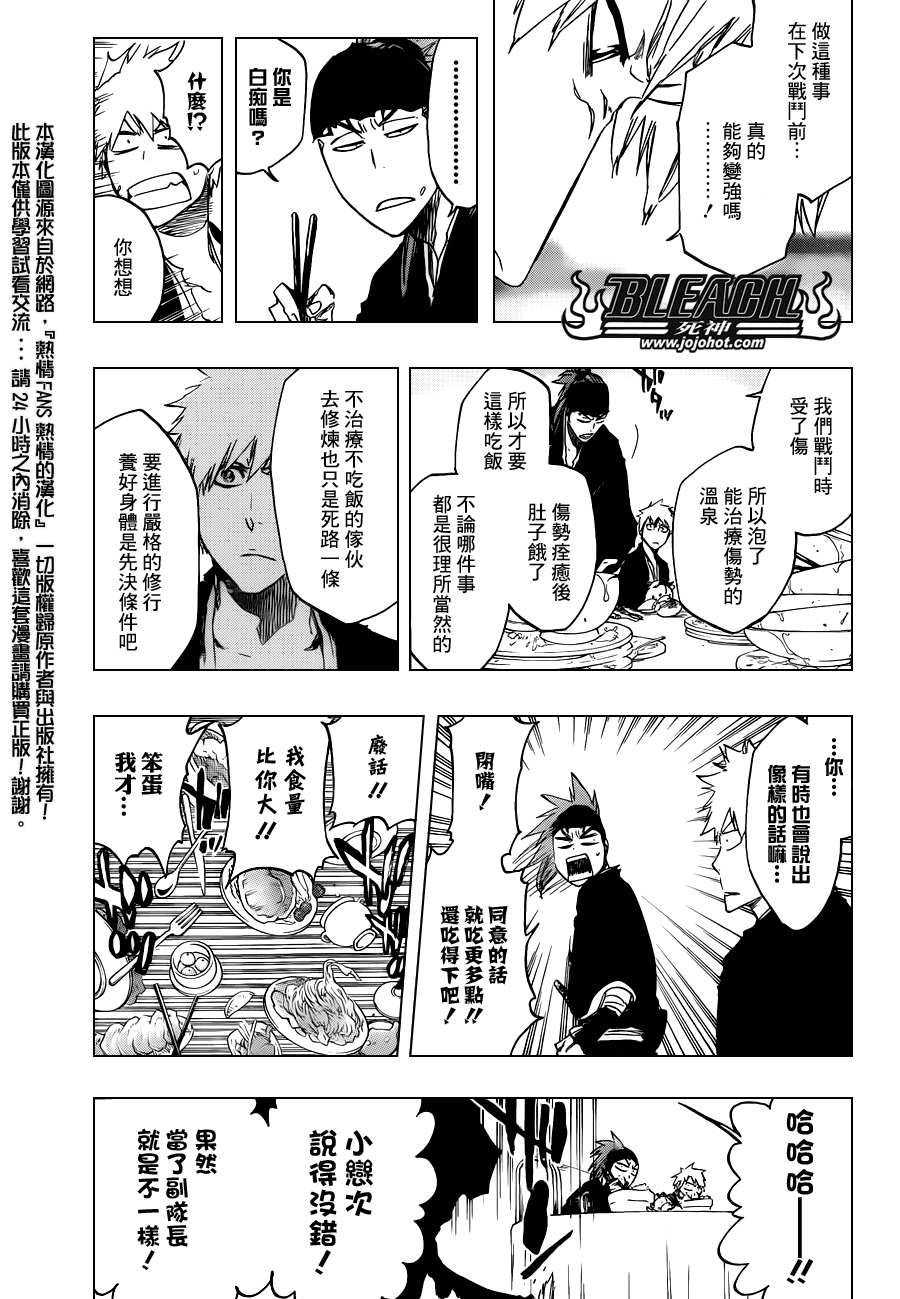 做這種事
在下次戰鬥前…
真的
能夠變強嗎
………！
………
你是
白痴嗎？
什麼!?
你想想
BLEACH
死神
www.jojohot.com
我們戰鬥時
受了傷
所以泡了
能治療傷勢的
溫泉
傷勢痊癒後
肚子餓了
所以才要
這樣吃飯
不論哪件事
都是很理所當然的
不治療不吃飯的傢伙
去修煉也只是死路一條
要進行嚴格的修行
養好身體是先決條件吧
…你…
有時也會說出
像樣的話嘛…
閉嘴！
同意的話
就吃更多點!!
還吃得下吧！
廢話!!
我食量
比你大!!
笨蛋
我才…
哈哈哈—!!
小戀次
說得沒錯！
果然
當了副隊長
就是不一樣！
本漢化圖源來自於網路，『熱情FANS熱情的漢化』一切版權歸原作者與出版社擁有！
此版本僅供學習試看交流…請24小時之內消除，喜歡這套漫畫請購買正版！謝謝。